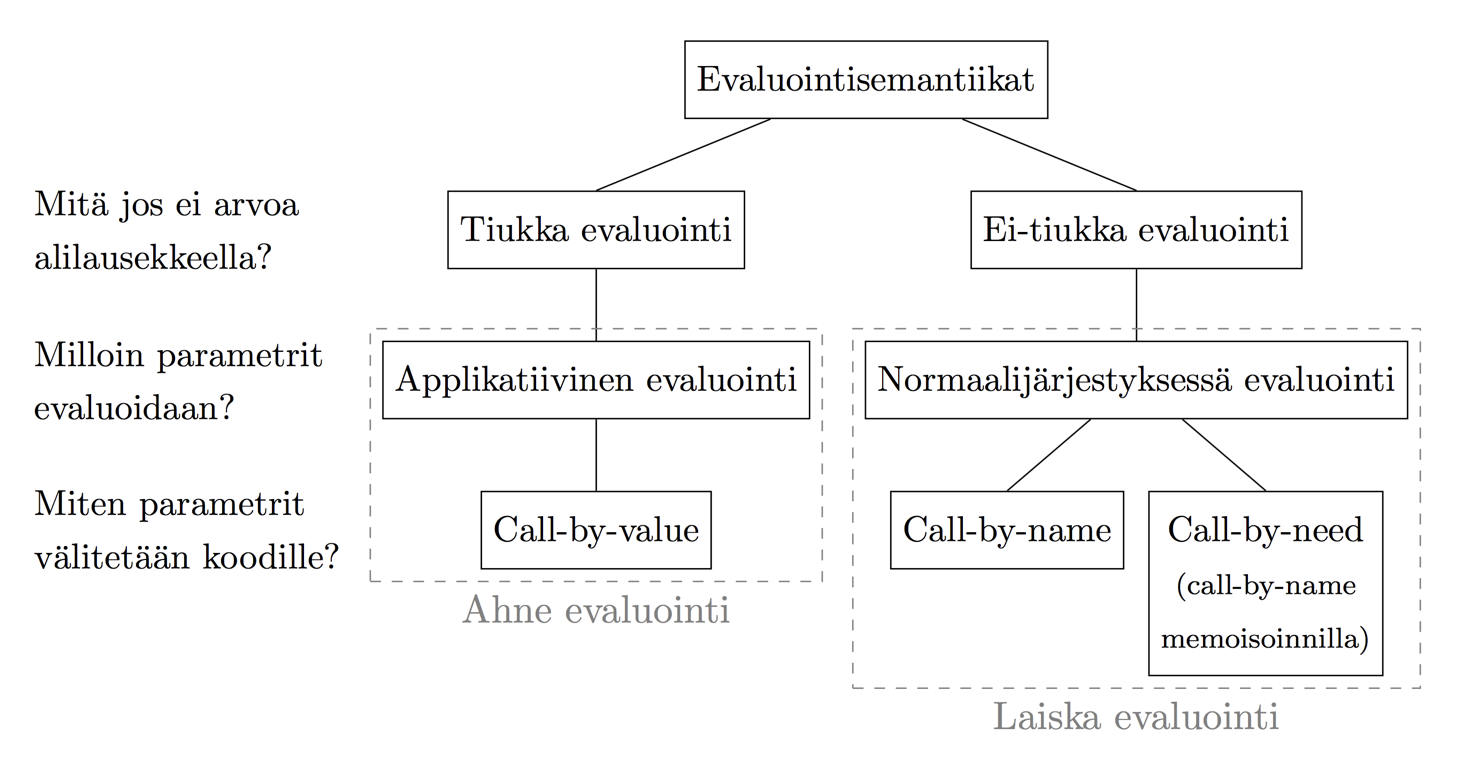 Evaluointisemantiikat
Mitä jos ei arvoa
alilausekkeella?
Tiukka evaluointi
Ei-tiukka evaluointi
Milloin parametrit
evaluoidaan?
Applikatiivinen evaluointi
Normaalijärjestyksessä evaluointi
Miten parametrit
välitetään koodille?
Call-by-value
Call-by-name
Call-by-need
(call-by-name
memoisoinnilla)
Ahne evaluointi
Laiska evaluointi